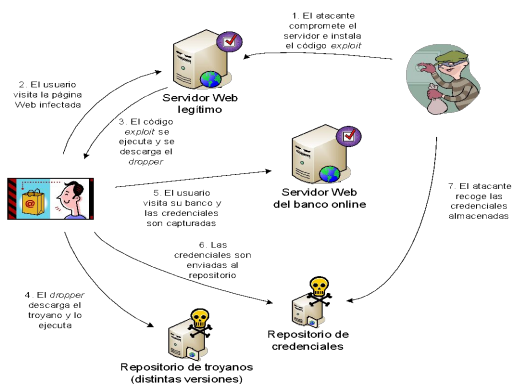 1. El atacante
compromete el
servidor e instala
el código exploit
2. El usuario
visita la página
Web infectada
Servidor Web
legítimo
3. El código
exploit se
ejecuta y se
descarga el
dropper
@
Servidor Web
del banco online
5. El usuario
visita su banco y
las credenciales
son capturadas
7. El atacante
recoge las
credenciales
almacenadas
6. Las
credenciales son
enviadas al
repositorio
4. El dropper
descarga el
troyano y lo
ejecuta
Repositorio de
credenciales
Repositorio de troyanos
(distintas versiones)